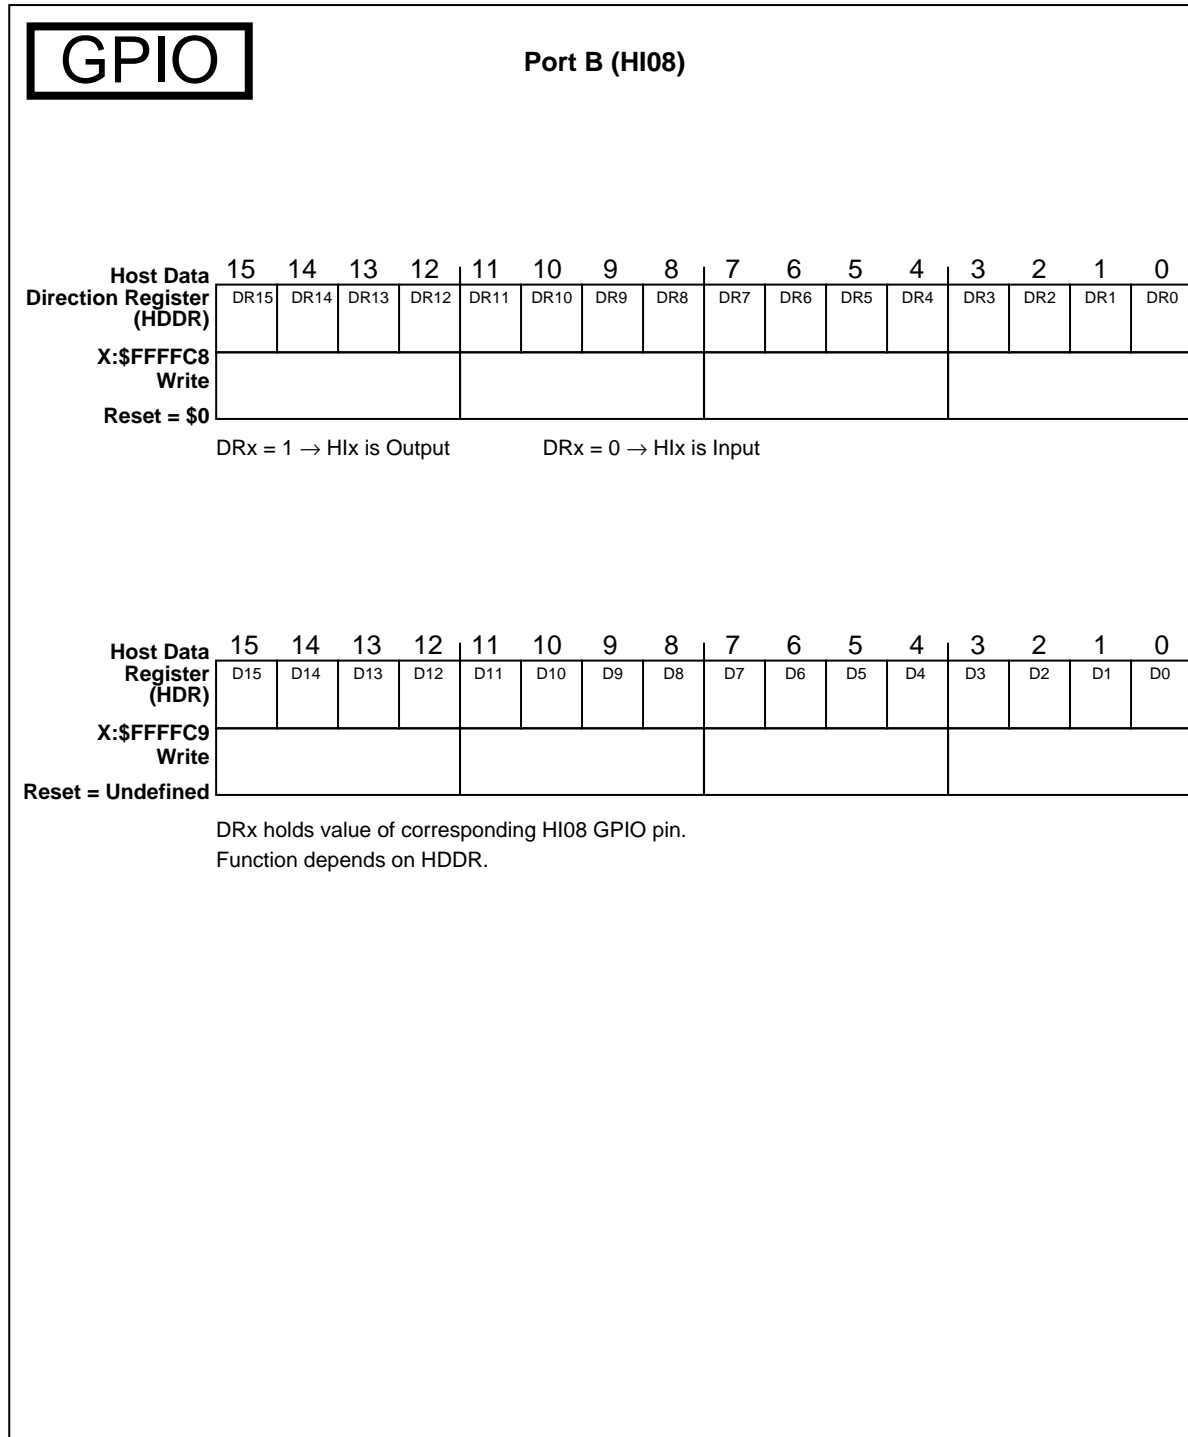 GPIO
Port B (HI08)
Host Data
Direction Register
(HDDR)
15 14 13 12 11 10 9 8 7 6 5 4 3 2 1 0
DR15 DR14 DR13 DR12 DR11 DR10 DR9 DR8 DR7 DR6 DR5 DR4 DR3 DR2 DR1 DR0
X:$FFFFC8
Write
Reset = $0
DRx = 1 → HIx is Output DRx = 0 → HIx is Input
Host Data
Register
(HDR)
15 14 13 12 11 10 9 8 7 6 5 4 3 2 1 0
D15 D14 D13 D12 D11 D10 D9 D8 D7 D6 D5 D4 D3 D2 D1 D0
X:$FFFFC9
Write
Reset = Undefined
DRx holds value of corresponding HI08 GPIO pin.
Function depends on HDDR.